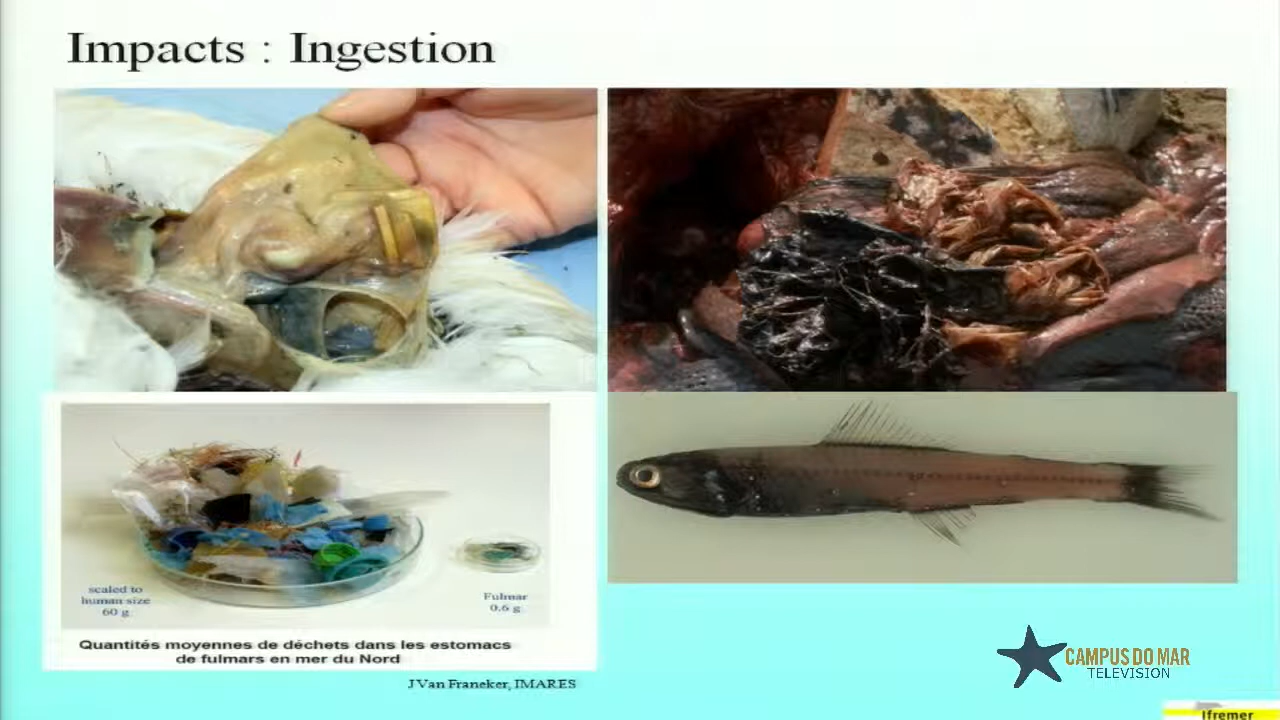 Impacts : Ingestion
scaled to
human size
60 g
Fulmar
0.6 g
Quantités moyennes de déchets dans les estomacs
de fulmars en mer du Nord
J Van Franeker, IMARES
CAMPUS DO MAR
TELEVISION
Ifremer